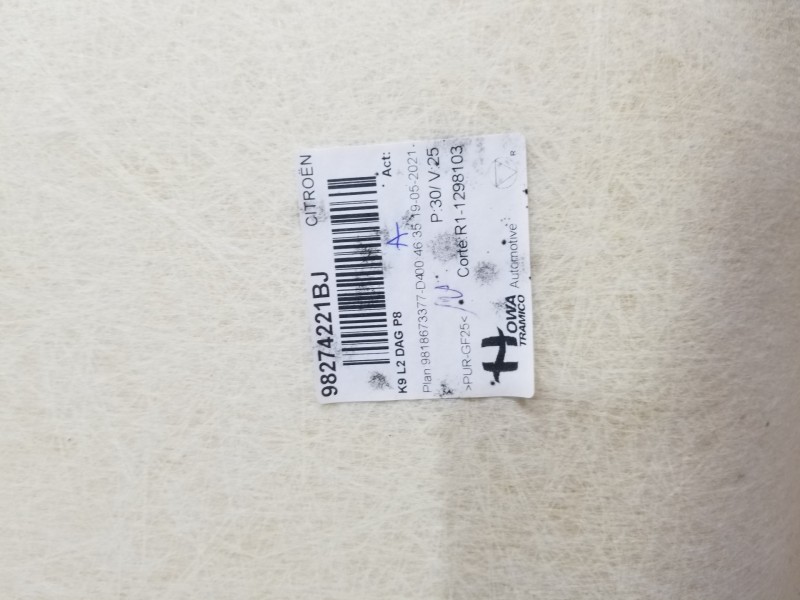 98274221BJ CITROËN
K9 L2 DAG P8 Act:
A
Plan 9818673377-D400 46 35 19-05-2021
P:30/ V:25
>PUR-GF25< Corte:R1-1298103
HOWA Automotive R
TRAMICO